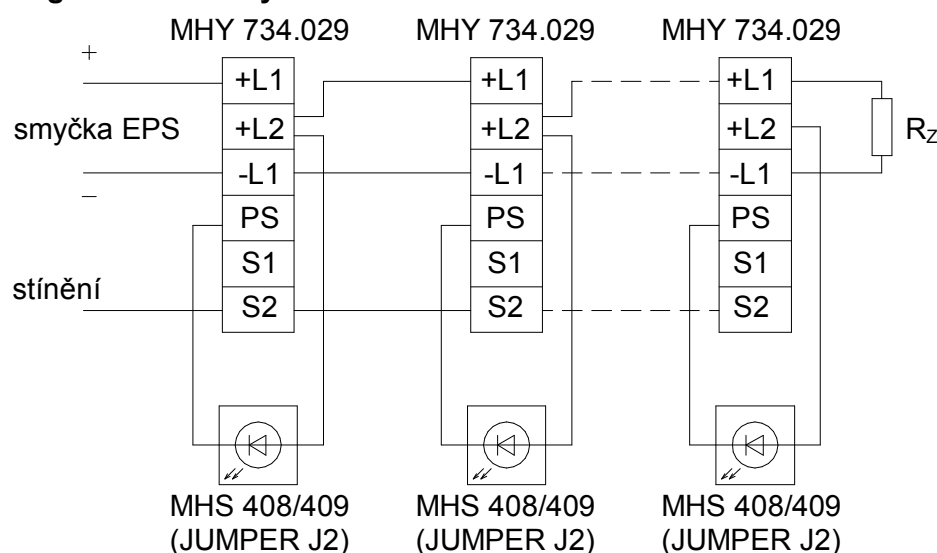 MHY 734.029 MHY 734.029 MHY 734.029
+
+L1 +L1 +L1
smyčka EPS +L2 +L2 +L2 RZ
-L1 -L1 -L1
–
PS PS PS
S1 S1 S1
stínění
S2 S2 S2
MHS 408/409 MHS 408/409 MHS 408/409
(JUMPER J2) (JUMPER J2) (JUMPER J2)